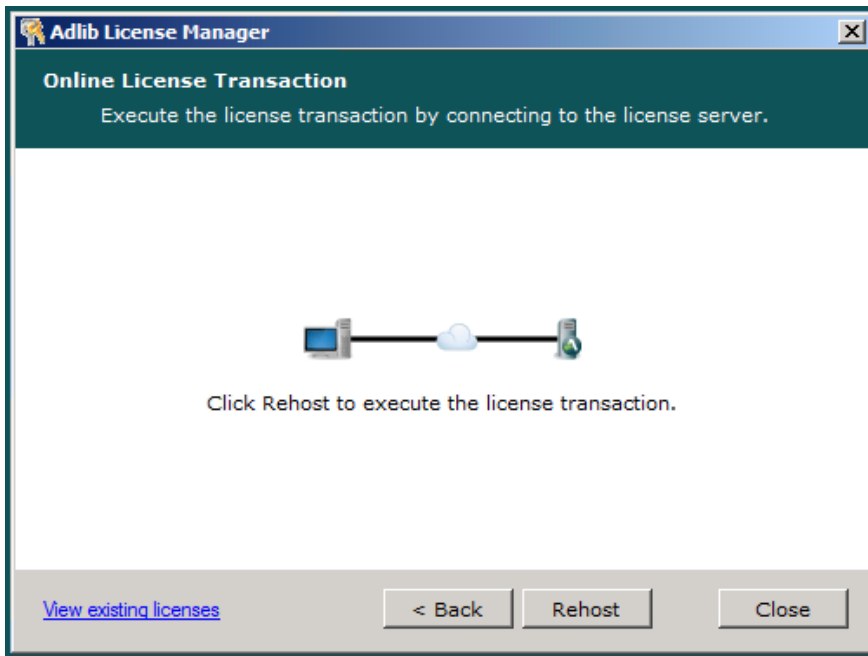 Adlib License Manager
Online License Transaction
Execute the license transaction by connecting to the license server.
Click Rehost to execute the license transaction.
View existing licenses
< Back
Rehost
Close